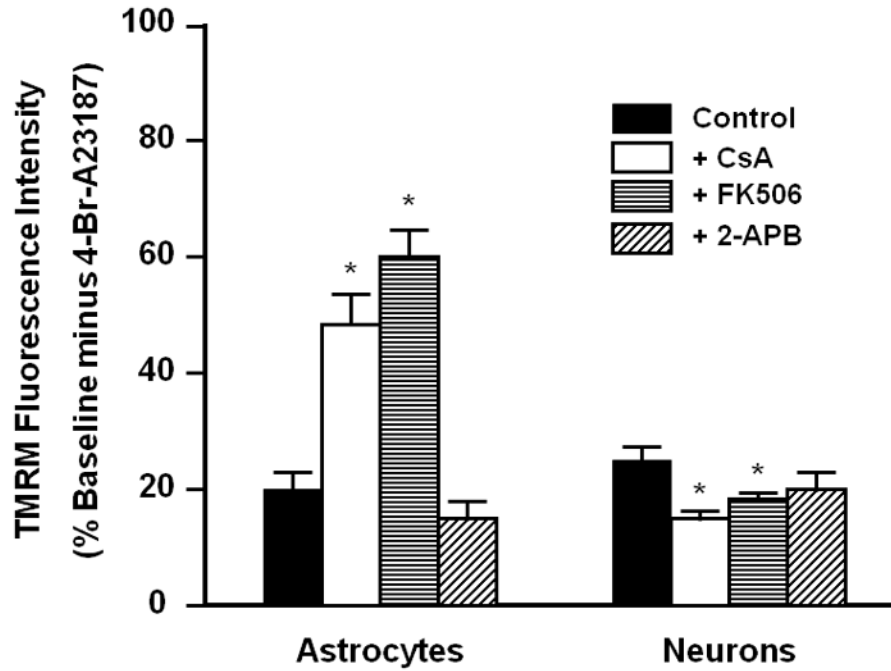 TMRM Fluorescence Intensity
(% Baseline minus 4-Br-A23187)
100
80
60
40
20
0
* * * *
Control
+ CsA
+ FK506
+ 2-APB
Astrocytes Neurons